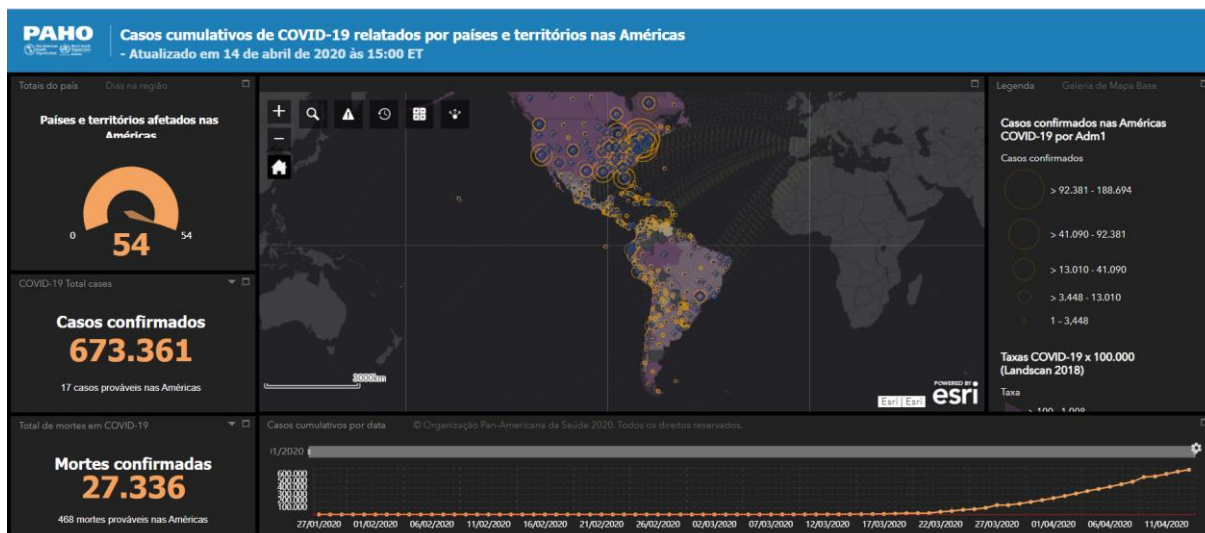 PAHO
Casos cumulativos de COVID-19 relatados por países e territórios nas Américas
- Atualizado em 14 de abril de 2020 às 15:00 ET
Totais do país Dias na região
Países e territórios afetados nas
Américas
0 54
54
COVID-19 Total cases
Casos confirmados
673.361
17 casos prováveis nas Américas
Total de mortes em COVID-19
Mortes confirmadas
27.336
468 mortes prováveis nas Américas
3000km
POWERED BY
esri
Esri | Esri
Legenda Galeria de Mapa Base
Casos confirmados nas Américas
COVID-19 por Adm1
Casos confirmados
> 92.381 - 188.694
> 41.090 - 92.381
> 13.010 - 41.090
> 3.448 - 13.010
1 - 3,448
Taxas COVID-19 x 100.000
(Landscan 2018)
Taxa
> 100 - 1.008
Casos cumulativos por data © Organização Pan-Americana da Saúde 2020. Todos os direitos reservados.
1/2020
600.000
500.000
400.000
300.000
200.000
100.000
27/01/2020 01/02/2020 06/02/2020 11/02/2020 16/02/2020 21/02/2020 26/02/2020 02/03/2020 07/03/2020 12/03/2020 17/03/2020 22/03/2020 27/03/2020 01/04/2020 06/04/2020 11/04/2020